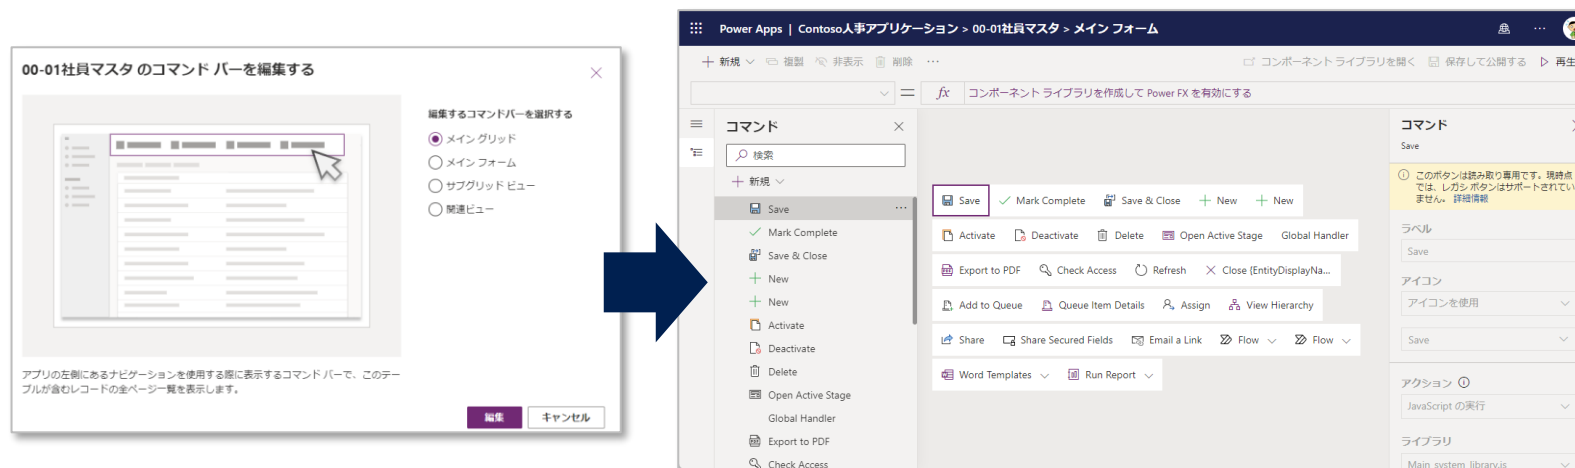 00-01社員マスタ のコマンド バーを編集する
編集するコマンドバーを選択する
メイン グリッド
メイン フォーム
サブグリッド ビュー
関連ビュー
アプリの左側にあるナビゲーションを使用する際に表示するコマンド バーで、このテー
ブルが含むレコードの全ページ一覧を表示します。
編集
キャンセル
Power Apps | Contoso人事アプリケーション > 00-01社員マスタ > メイン フォーム
新規 複製 非表示 削除 ···
コンポーネント ライブラリを開く 保存して公開する 再生
= fx コンポーネント ライブラリを作成して Power FX を有効にする
コマンド
検索
新規
Save ···
Mark Complete
Save & Close
New
New
Activate
Deactivate
Delete
Open Active Stage
Global Handler
Export to PDF
Check Access
Save Mark Complete Save & Close New New
Activate Deactivate Delete Open Active Stage Global Handler
Export to PDF Check Access Refresh Close {EntityDisplayNa...
Add to Queue Queue Item Details Assign View Hierarchy
Share Share Secured Fields Email a Link Flow Flow
Word Templates Run Report
コマンド
Save
このボタンは読み取り専用です。現時点
では、レガシ ボタンはサポートされてい
ません。 詳細情報
ラベル
Save
アイコン
アイコンを使用
Save
アクション
JavaScript の実行
ライブラリ
Main_system_library.js